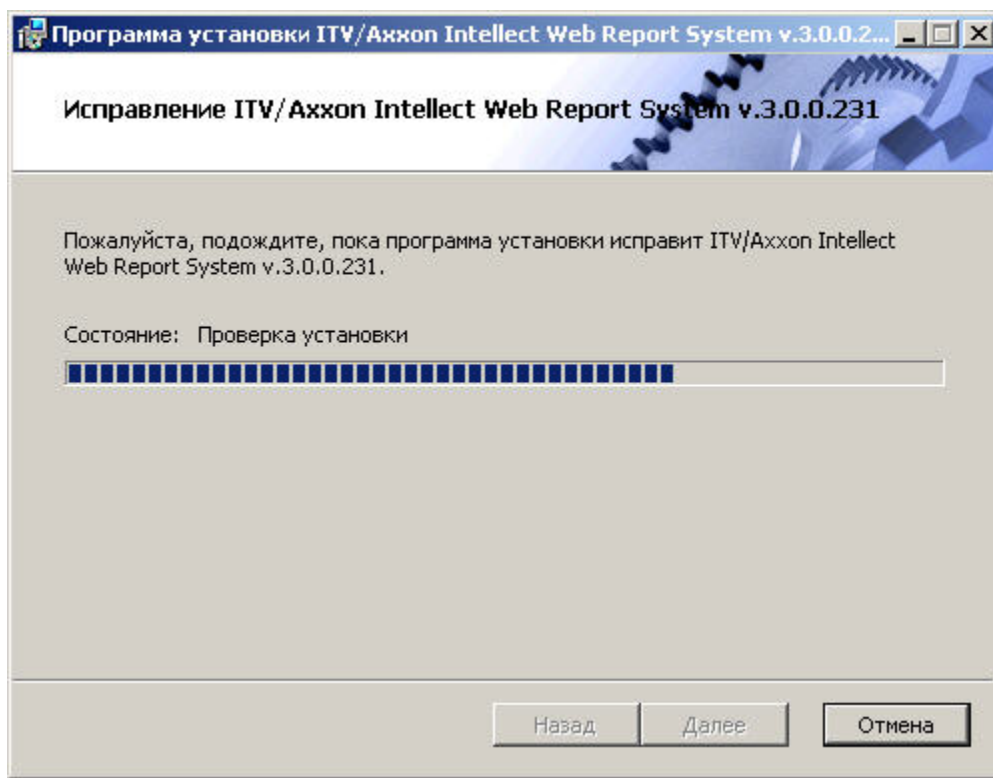 Программа установки ITV/Axxon Intellect Web Report System v.3.0.0.2...
Исправление ITV/Axxon Intellect Web Report System v.3.0.0.231
Пожалуйста, подождите, пока программа установки исправит ITV/Axxon Intellect
Web Report System v.3.0.0.231.
Состояние: Проверка установки
Назад Далее Отмена